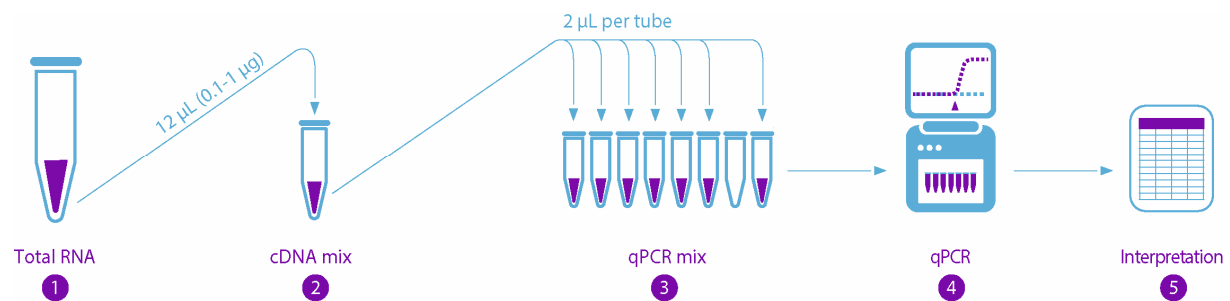 2 µL per tube
12 µL (0.1-1 µg)
Total RNA
cDNA mix
qPCR mix
qPCR
Interpretation
1
2
3
4
5